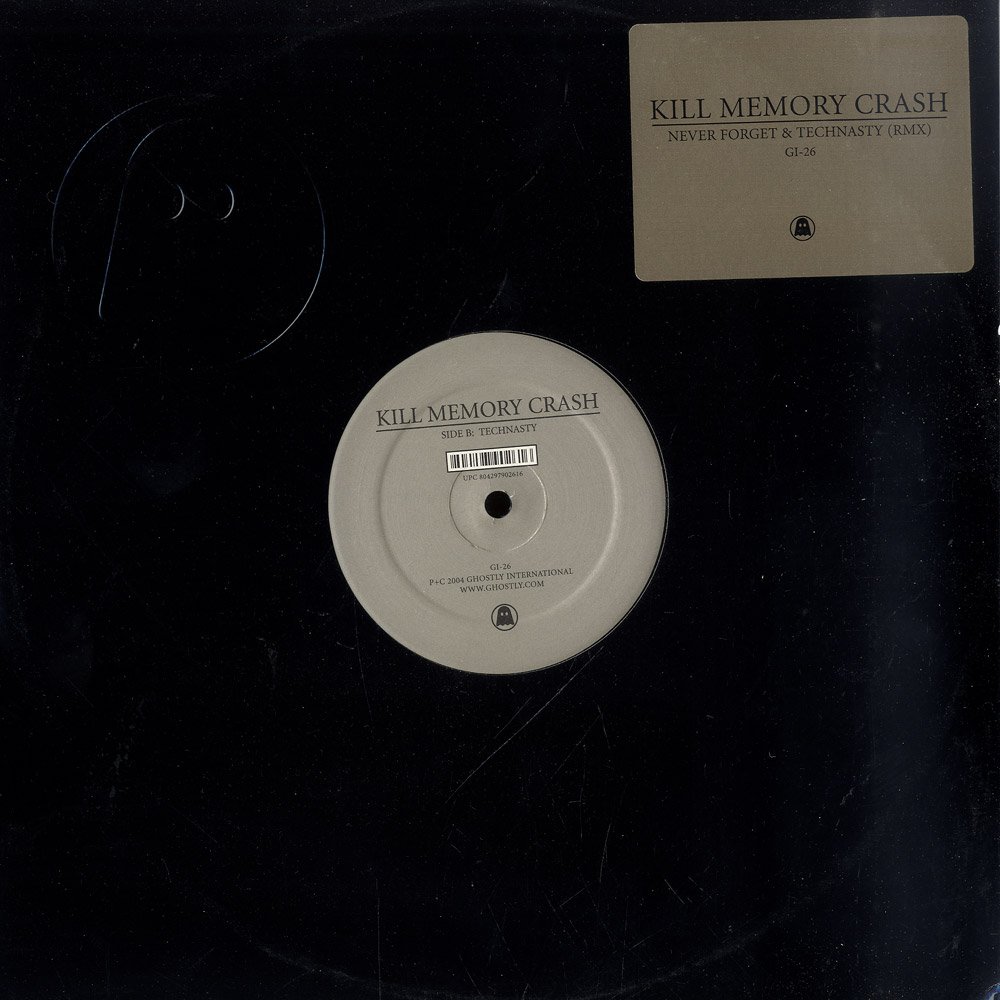 KILL MEMORY CRASH
NEVER FORGET & TECHNASTY (RMX)
GI-26
KILL MEMORY CRASH
SIDE B: TECHNASTY
UPC 804297902616
GI-26
P+C 2004 GHOSTLY INTERNATIONAL
WWW.GHOSTLY.COM